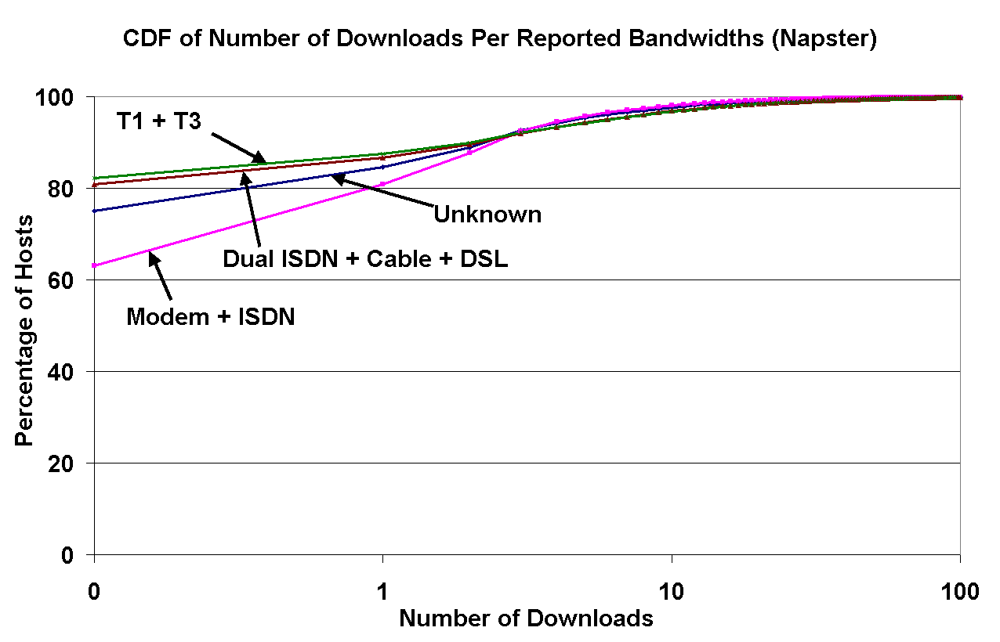 CDF of Number of Downloads Per Reported Bandwidths (Napster)
100
T1 + T3
80
Unknown
Dual ISDN + Cable + DSL
60
Modem + ISDN
40
20
0
Percentage of Hosts
0 1 10 100
Number of Downloads